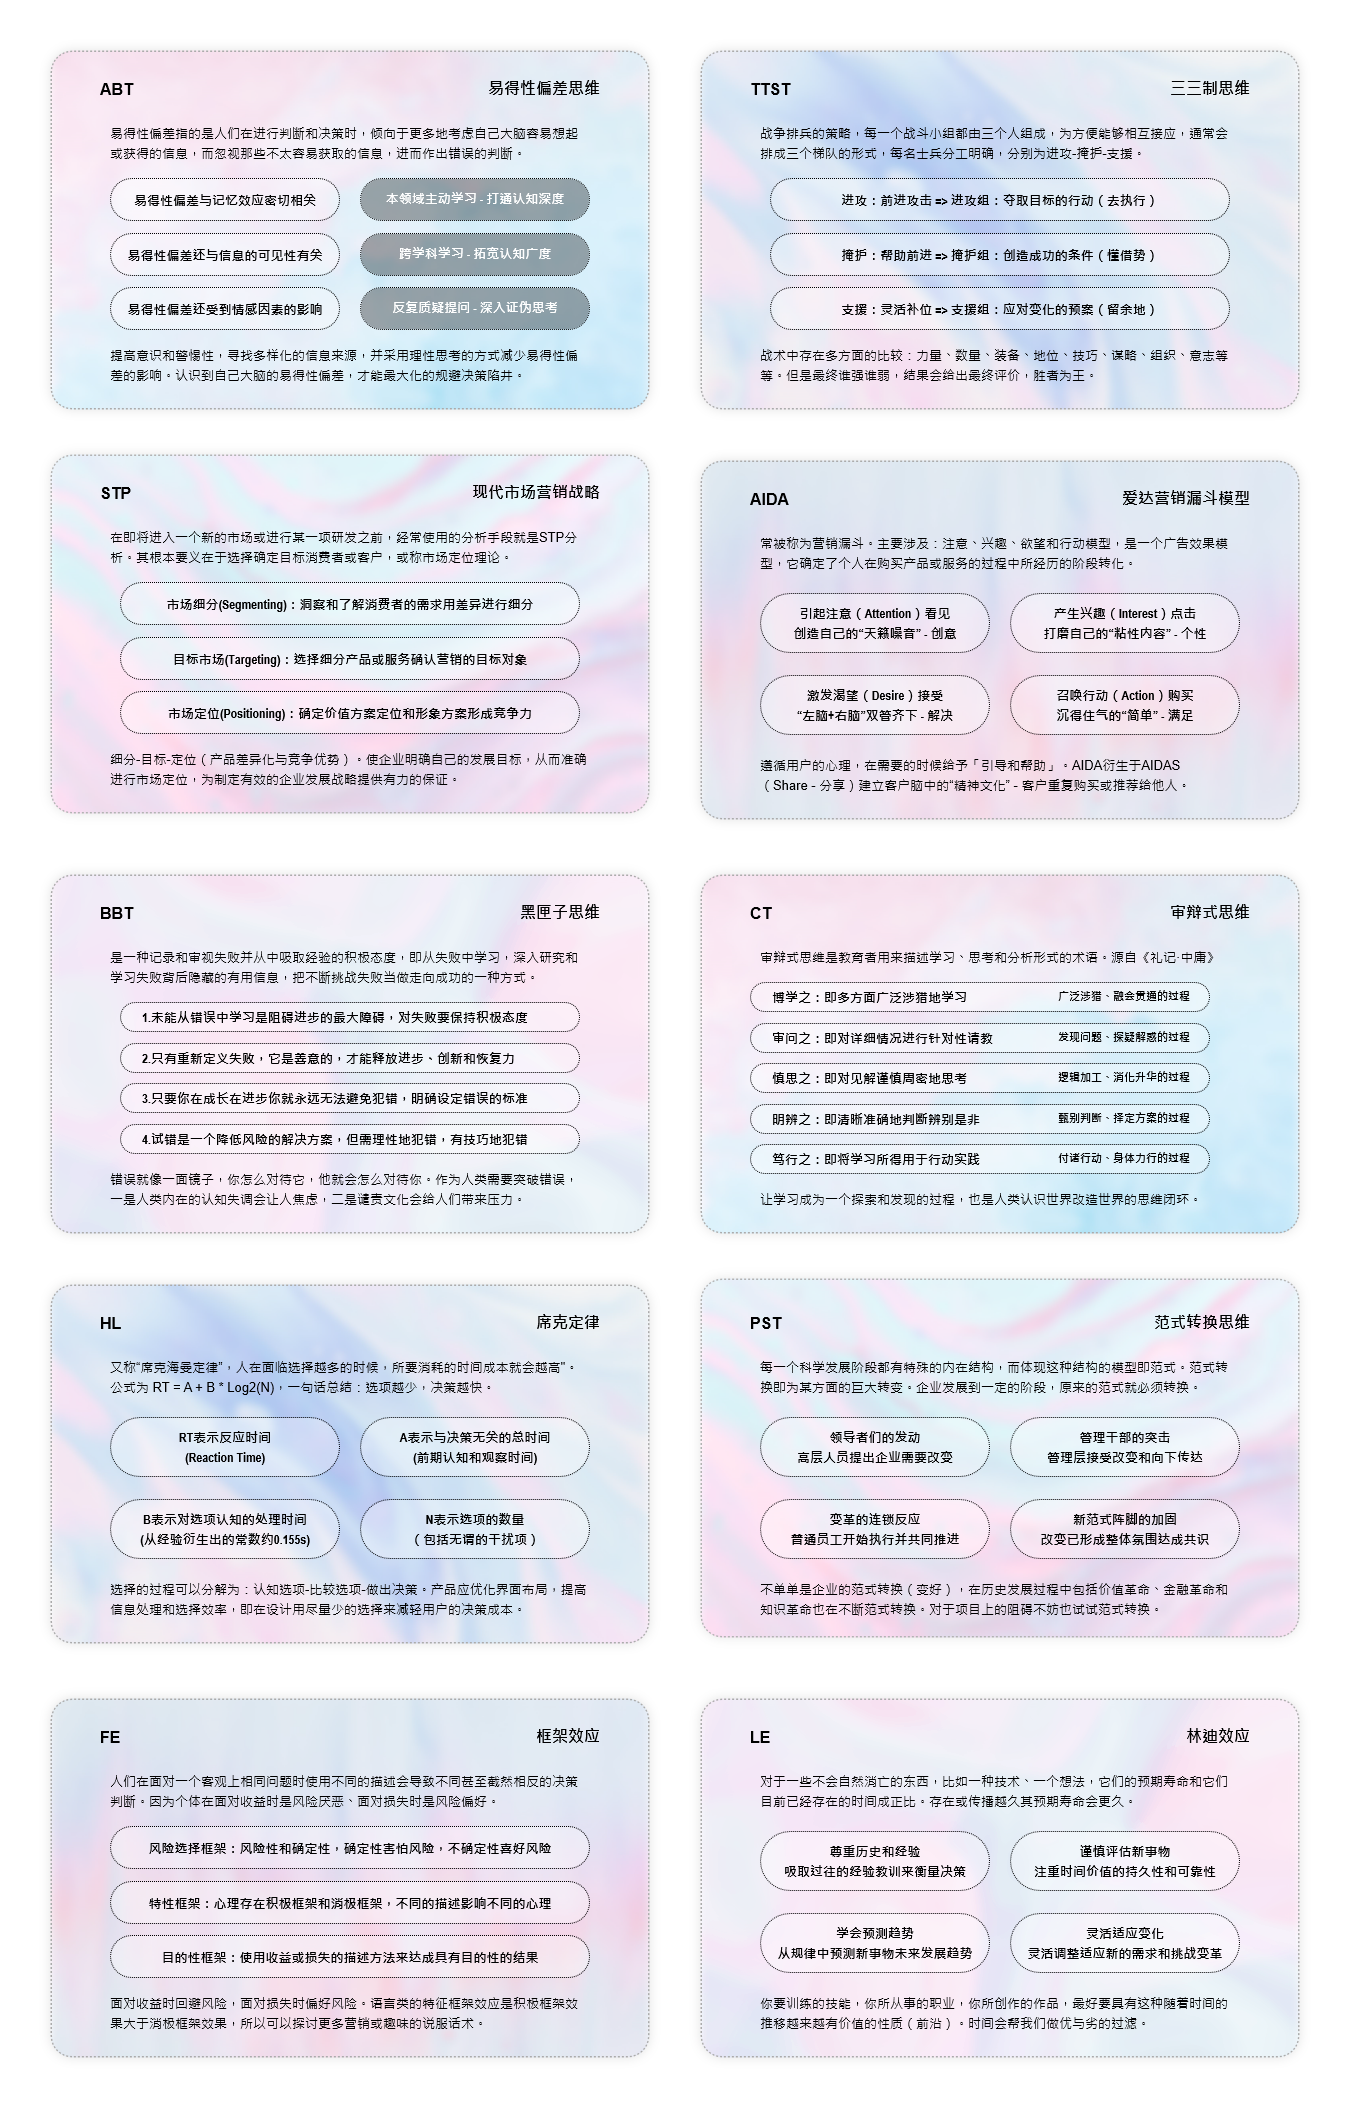 ABT
易得性偏差思维
易得性偏差指的是人们在进行判断和决策时，倾向于更多地考虑自己大脑容易想起
或获得的信息，而忽视那些不太容易获取的信息，进而作出错误的判断。
易得性偏差与记忆效应密切相关
本领域主动学习 - 打通认知深度
易得性偏差还与信息的可见性有关
跨学科学习 - 拓宽认知广度
易得性偏差还受到情感因素的影响
反复质疑提问 - 深入证伪思考
提高意识和警惕性，寻找多样化的信息来源，并采用理性思考的方式减少易得性偏
差的影响。认识到自己大脑的易得性偏差，才能最大化的规避决策陷井。
TTST
三三制思维
战争排兵的策略，每一个战斗小组都由三个人组成，为方便能够相互接应，通常会
排成三个梯队的形式，每名士兵分工明确，分别为进攻-掩护-支援。
进攻：前进攻击 => 进攻组：夺取目标的行动（去执行）
掩护：帮助前进 => 掩护组：创造成功的条件（懂借势）
支援：灵活补位 => 支援组：应对变化的预案（留余地）
战术中存在多方面的比较：力量、数量、装备、地位、技巧、谋略、组织、意志等
等。但是最终谁强谁弱，结果会给出最终评价，胜者为王。
STP
现代市场营销战略
在即将进入一个新的市场或进行某一项研发之前，经常使用的分析手段就是STP分
析。其根本要义在于选择确定目标消费者或客户，或称市场定位理论。
市场细分(Segmenting)：洞察和了解消费者的需求用差异进行细分
目标市场(Targeting)：选择细分产品或服务确认营销的目标对象
市场定位(Positioning)：确定价值方案定位和形象方案形成竞争力
细分-目标-定位（产品差异化与竞争优势）。使企业明确自己的发展目标，从而准确
进行市场定位，为制定有效的企业发展战略提供有力的保证。
AIDA
爱达营销漏斗模型
常被称为营销漏斗。主要涉及：注意、兴趣、欲望和行动模型，是一个广告效果模
型，它确定了个人在购买产品或服务的过程中所经历的阶段转化。
引起注意（Attention）看见
创造自己的“天籁噪音” - 创意
产生兴趣（Interest）点击
打磨自己的“粘性内容” - 个性
激发渴望（Desire）接受
“左脑+右脑”双管齐下 - 解决
召唤行动（Action）购买
沉得住气的“简单” - 满足
遵循用户的心理，在需要的时候给予「引导和帮助」。AIDA衍生于AIDAS
（Share - 分享）建立客户脑中的“精神文化” - 客户重复购买或推荐给他人。
BBT
黑匣子思维
是一种记录和审视失败并从中吸取经验的积极态度，即从失败中学习，深入研究和
学习失败背后隐藏的有用信息，把不断挑战失败当做走向成功的一种方式。
1.未能从错误中学习是阻碍进步的最大障碍，对失败要保持积极态度
2.只有重新定义失败，它是善意的，才能释放进步、创新和恢复力
3.只要你在成长在进步你就永远无法避免犯错，明确设定错误的标准
4.试错是一个降低风险的解决方案，但需理性地犯错，有技巧地犯错
错误就像一面镜子，你怎么对待它，他就会怎么对待你。作为人类需要突破错误，
一是人类内在的认知失调会让人焦虑，二是谴责文化会给人们带来压力。
CT
审辩式思维
审辩式思维是教育者用来描述学习、思考和分析形式的术语。源自《礼记·中庸》
博学之：即多方面广泛涉猎地学习
广泛涉猎、融会贯通的过程
审问之：即对详细情况进行针对性请教
发现问题、探疑解惑的过程
慎思之：即对见解谨慎周密地思考
逻辑加工、消化升华的过程
明辨之：即清晰准确地判断辨别是非
甄别判断、择定方案的过程
笃行之：即将学习所得用于行动实践
付诸行动、身体力行的过程
让学习成为一个探索和发现的过程，也是人类认识世界改造世界的思维闭环。
HL
席克定律
又称“席克海曼定律”，人在面临选择越多的时候，所要消耗的时间成本就会越高”。
公式为 RT = A + B * Log2(N)，一句话总结：选项越少，决策越快。
RT表示反应时间
(Reaction Time)
A表示与决策无关的总时间
(前期认知和观察时间)
B表示对选项认知的处理时间
(从经验衍生出的常数约0.155s)
N表示选项的数量
（包括无谓的干扰项）
选择的过程可以分解为：认知选项-比较选项-做出决策。产品应优化界面布局，提高
信息处理和选择效率，即在设计用尽量少的选择来减轻用户的决策成本。
PST
范式转换思维
每一个科学发展阶段都有特殊的内在结构，而体现这种结构的模型即范式。范式转
换即为某方面的巨大转变。企业发展到一定的阶段，原来的范式就必须转换。
领导者们的发动
高层人员提出企业需要改变
管理干部的突击
管理层接受改变和向下传达
变革的连锁反应
普通员工开始执行并共同推进
新范式阵脚的加固
改变已形成整体氛围达成共识
不单单是企业的范式转换（变好），在历史发展过程中包括价值革命、金融革命和
知识革命也在不断范式转换。对于项目上的阻碍不妨也试试范式转换。
FE
框架效应
人们在面对一个客观上相同问题时使用不同的描述会导致不同甚至截然相反的决策
判断。因为个体在面对收益时是风险厌恶、面对损失时是风险偏好。
风险选择框架：风险性和确定性，确定性害怕风险，不确定性喜好风险
特性框架：心理存在积极框架和消极框架，不同的描述影响不同的心理
目的性框架：使用收益或损失的描述方法来达成具有目的性的结果
面对收益时回避风险，面对损失时偏好风险。语言类的特征框架效应是积极框架效
果大于消极框架效果，所以可以探讨更多营销或趣味的说服话术。
LE
林迪效应
对于一些不会自然消亡的东西，比如一种技术、一个想法，它们的预期寿命和它们
目前已经存在的时间成正比。存在或传播越久其预期寿命会更久。
尊重历史和经验
吸取过往的经验教训来衡量决策
谨慎评估新事物
注重时间价值的持久性和可靠性
学会预测趋势
从规律中预测新事物未来发展趋势
灵活适应变化
灵活调整适应新的需求和挑战变革
你要训练的技能，你所从事的职业，你所创作的作品，最好要具有这种随着时间的
推移越来越有价值的性质（前沿）。时间会帮我们做优与劣的过滤。